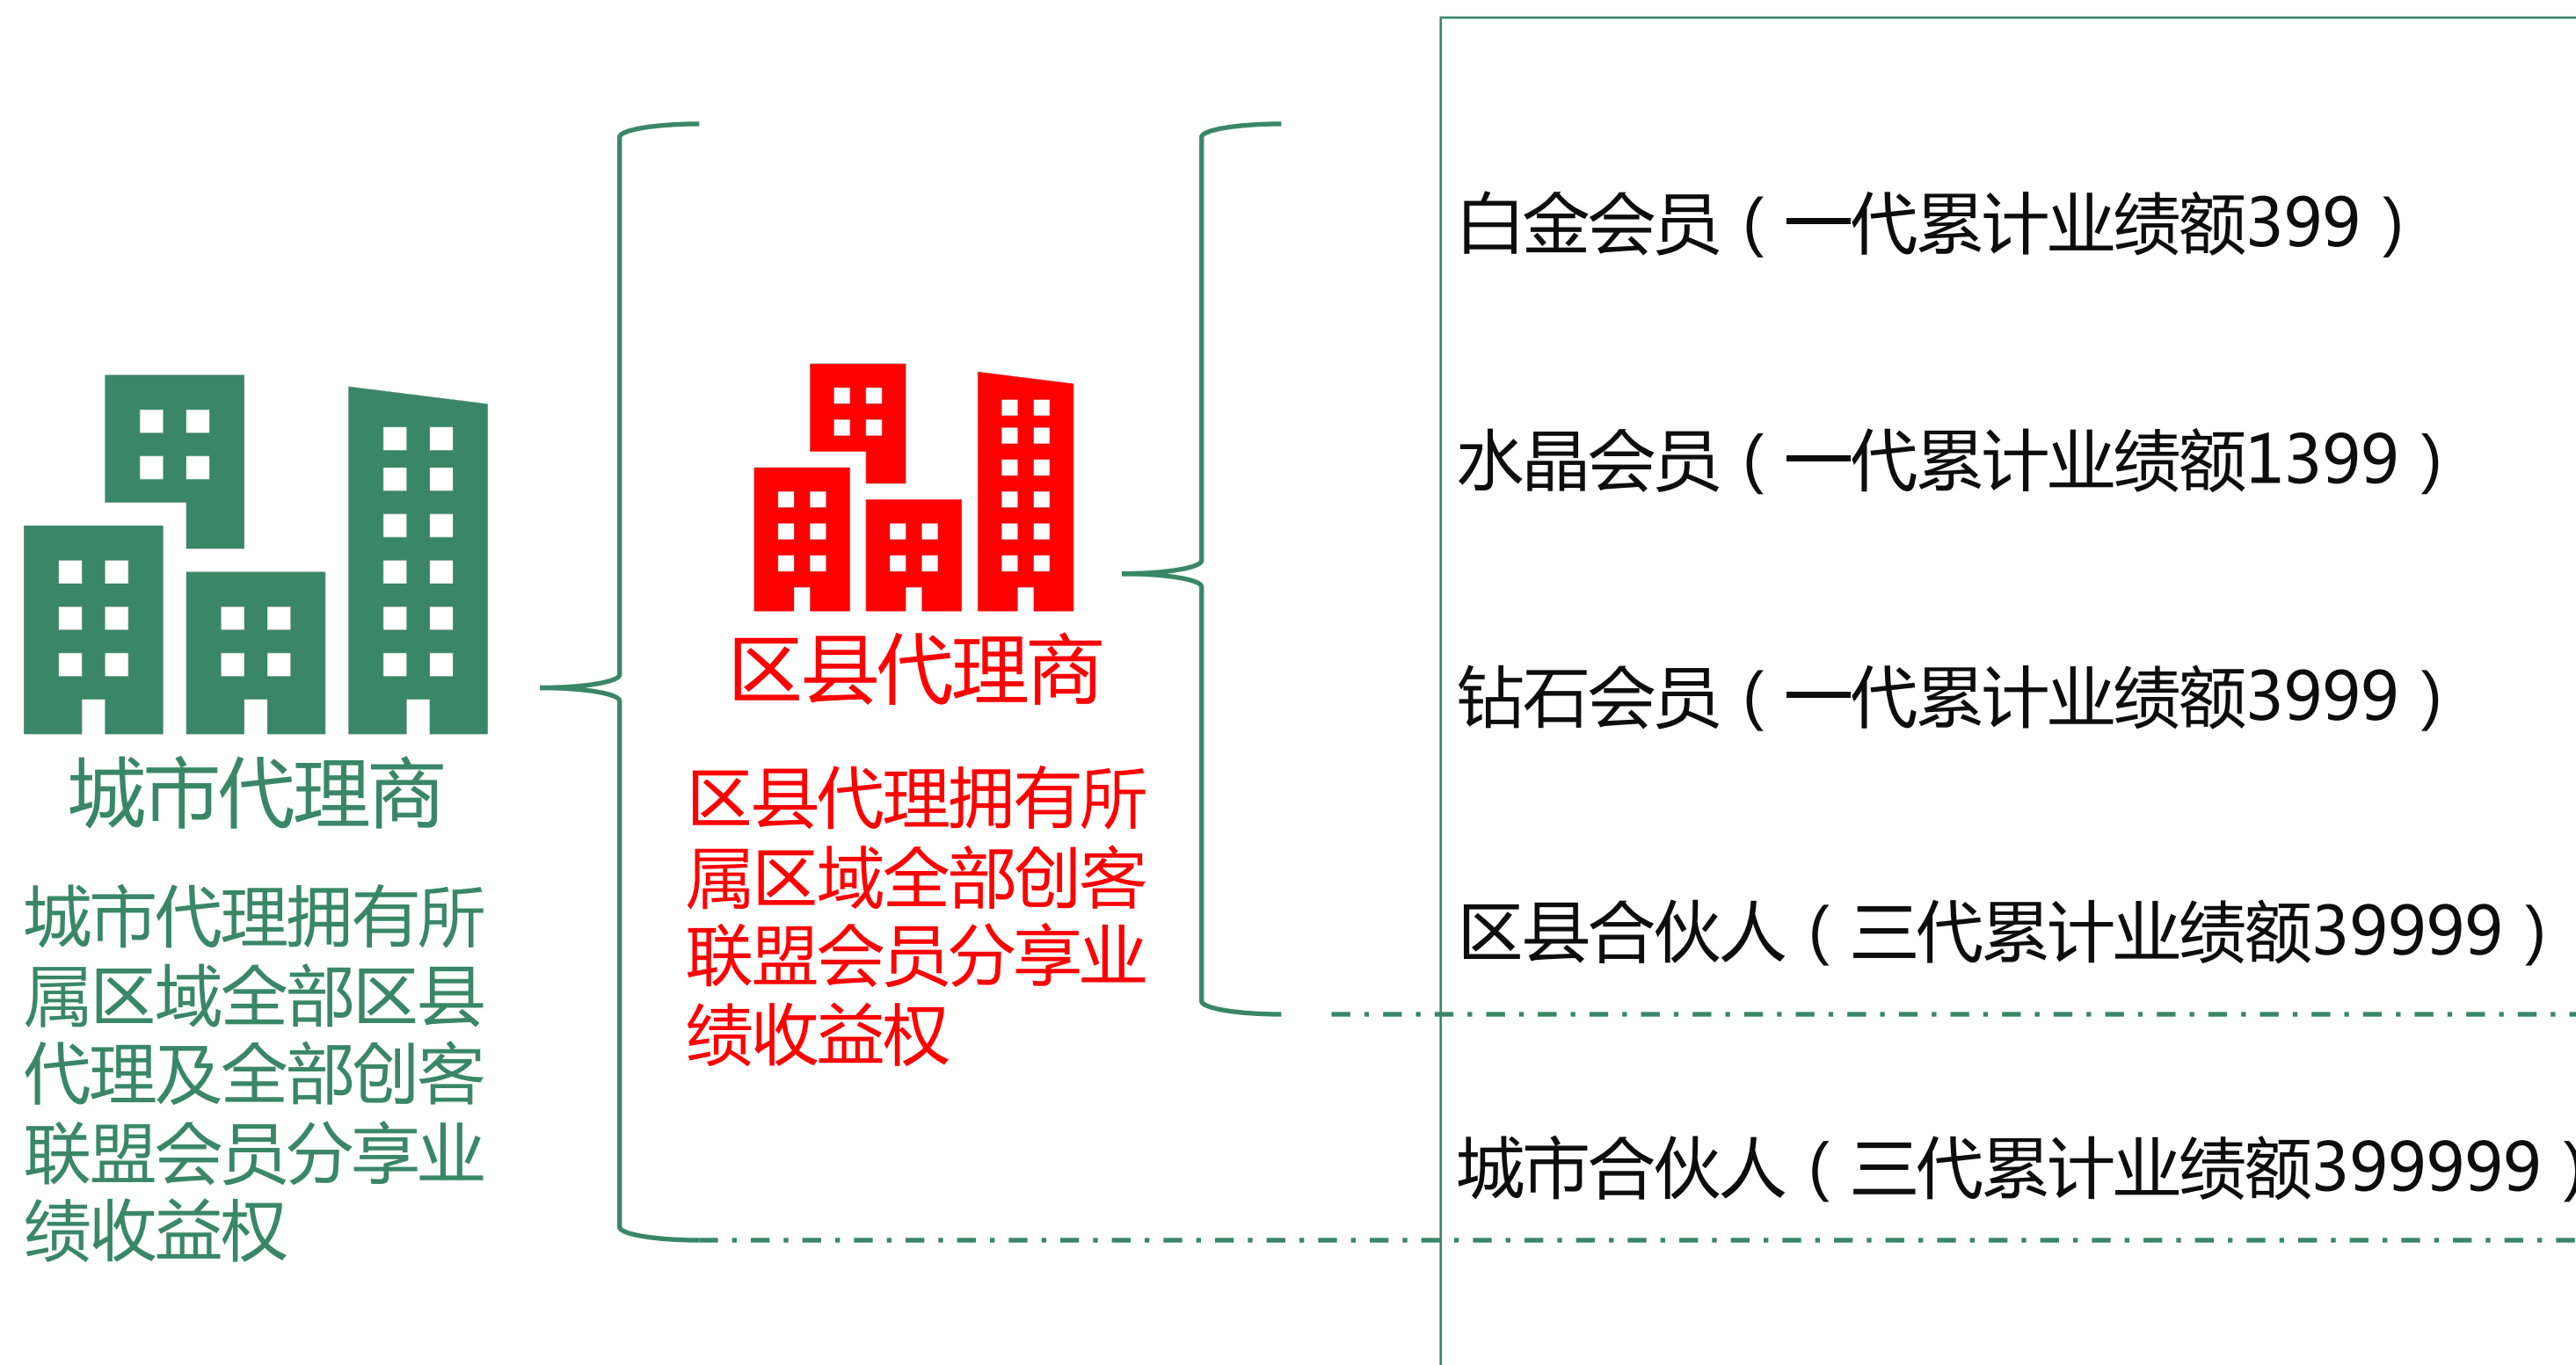 城市代理商
城市代理拥有所
属区域全部区县
代理及全部创客
联盟会员分享业
绩收益权
区县代理商
区县代理拥有所
属区域全部创客
联盟会员分享业
绩收益权
白金会员（一代累计业绩额399）
水晶会员（一代累计业绩额1399）
钻石会员（一代累计业绩额3999）
区县合伙人（三代累计业绩额39999）
城市合伙人（三代累计业绩额399999）